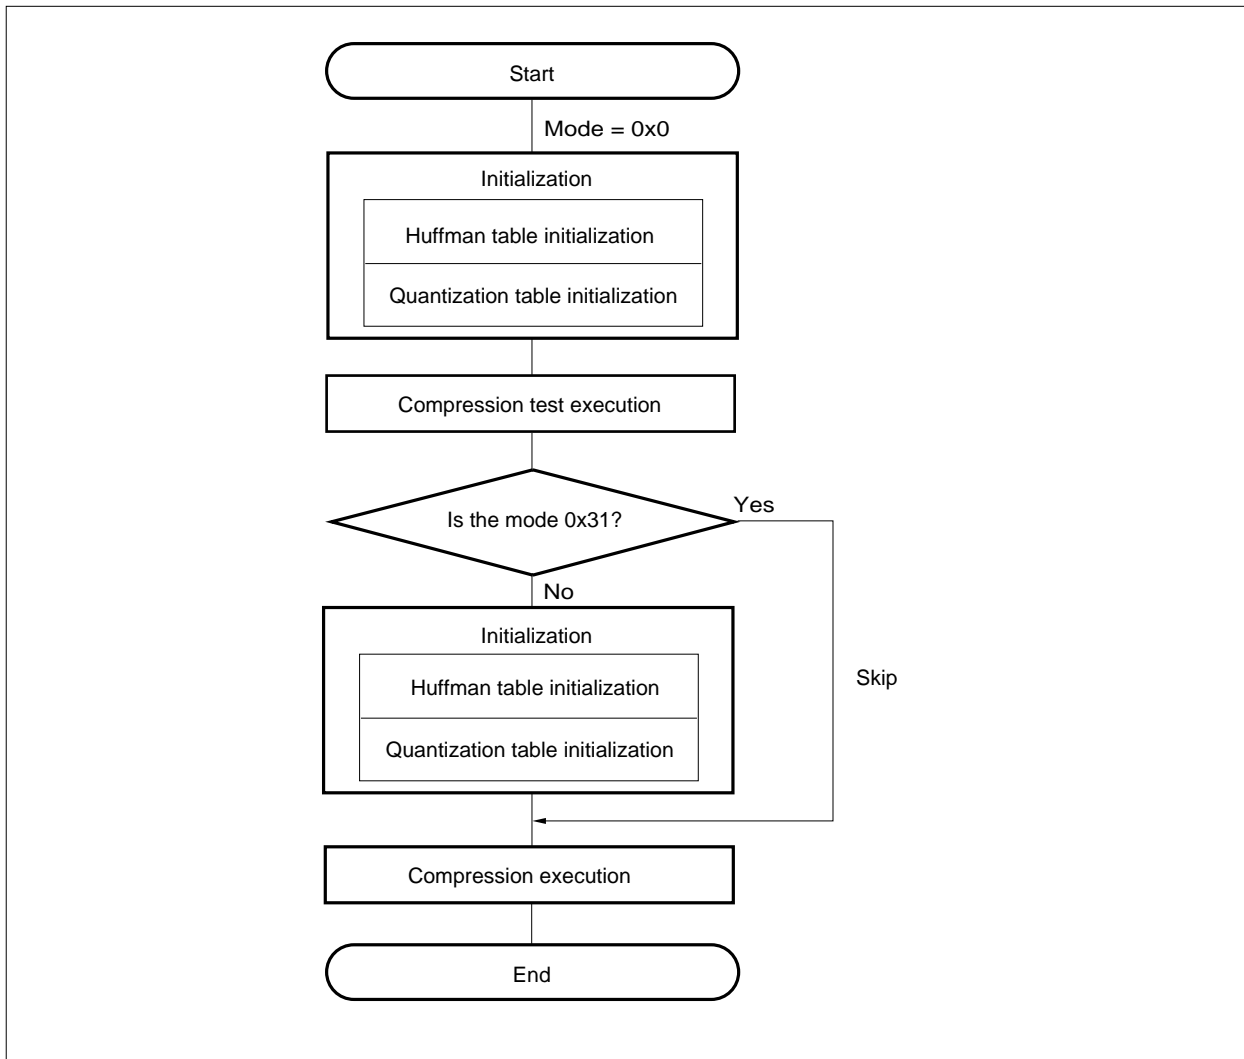 Start
Mode = 0x0
Initialization
Huffman table initialization
Quantization table initialization
Compression test execution
Is the mode 0x31?
Yes
No
Initialization
Huffman table initialization
Skip
Quantization table initialization
Compression execution
End